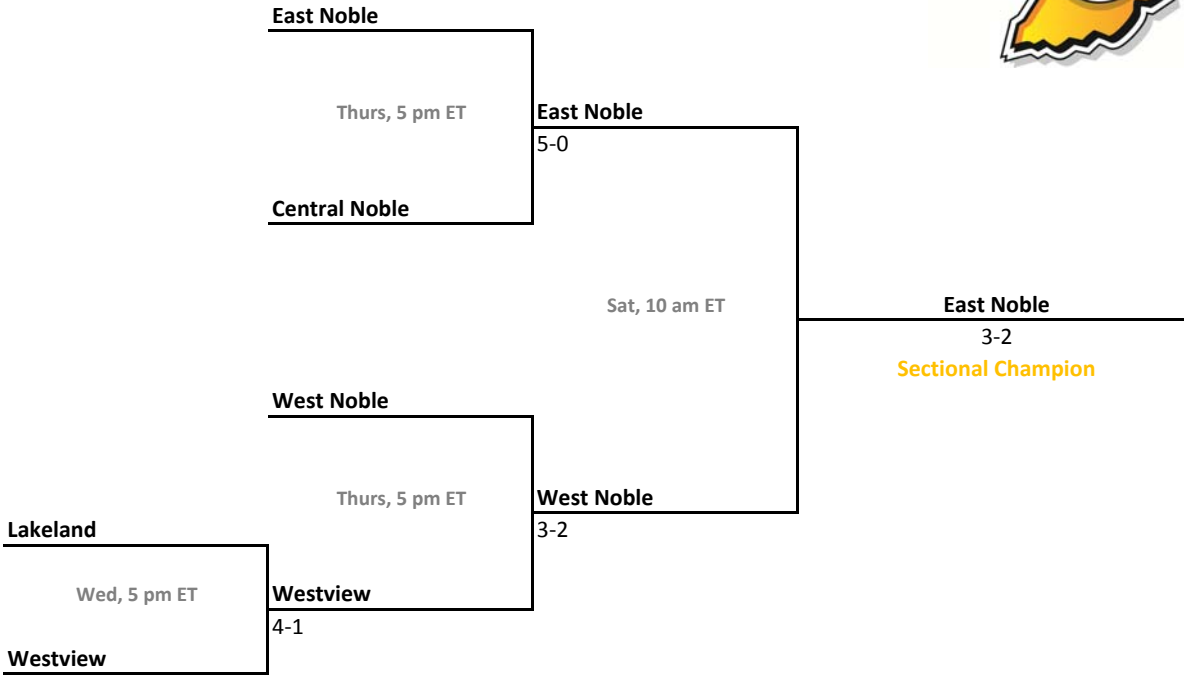 East Noble
Thurs, 5 pm ET
East Noble
5-0
Central Noble
Sat, 10 am ET
East Noble
3-2
Sectional Champion
West Noble
Thurs, 5 pm ET
West Noble
3-2
Lakeland
Wed, 5 pm ET
Westview
4-1
Westview